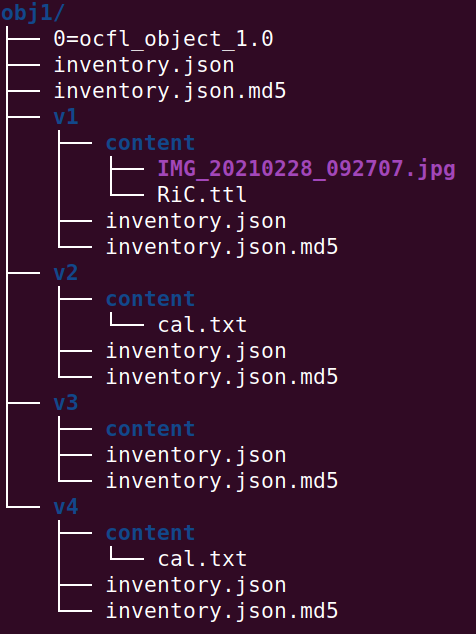 obj1/
├── 0=ocfl_object_1.0
├── inventory.json
├── inventory.json.md5
├── v1
│   ├── content
│   │   ├── IMG_20210228_092707.jpg
│   │   └── RiC.ttl
│   ├── inventory.json
│   └── inventory.json.md5
├── v2
│   ├── content
│   │   └── cal.txt
│   ├── inventory.json
│   └── inventory.json.md5
├── v3
│   ├── content
│   ├── inventory.json
│   └── inventory.json.md5
└── v4
    ├── content
    │   └── cal.txt
    ├── inventory.json
    └── inventory.json.md5